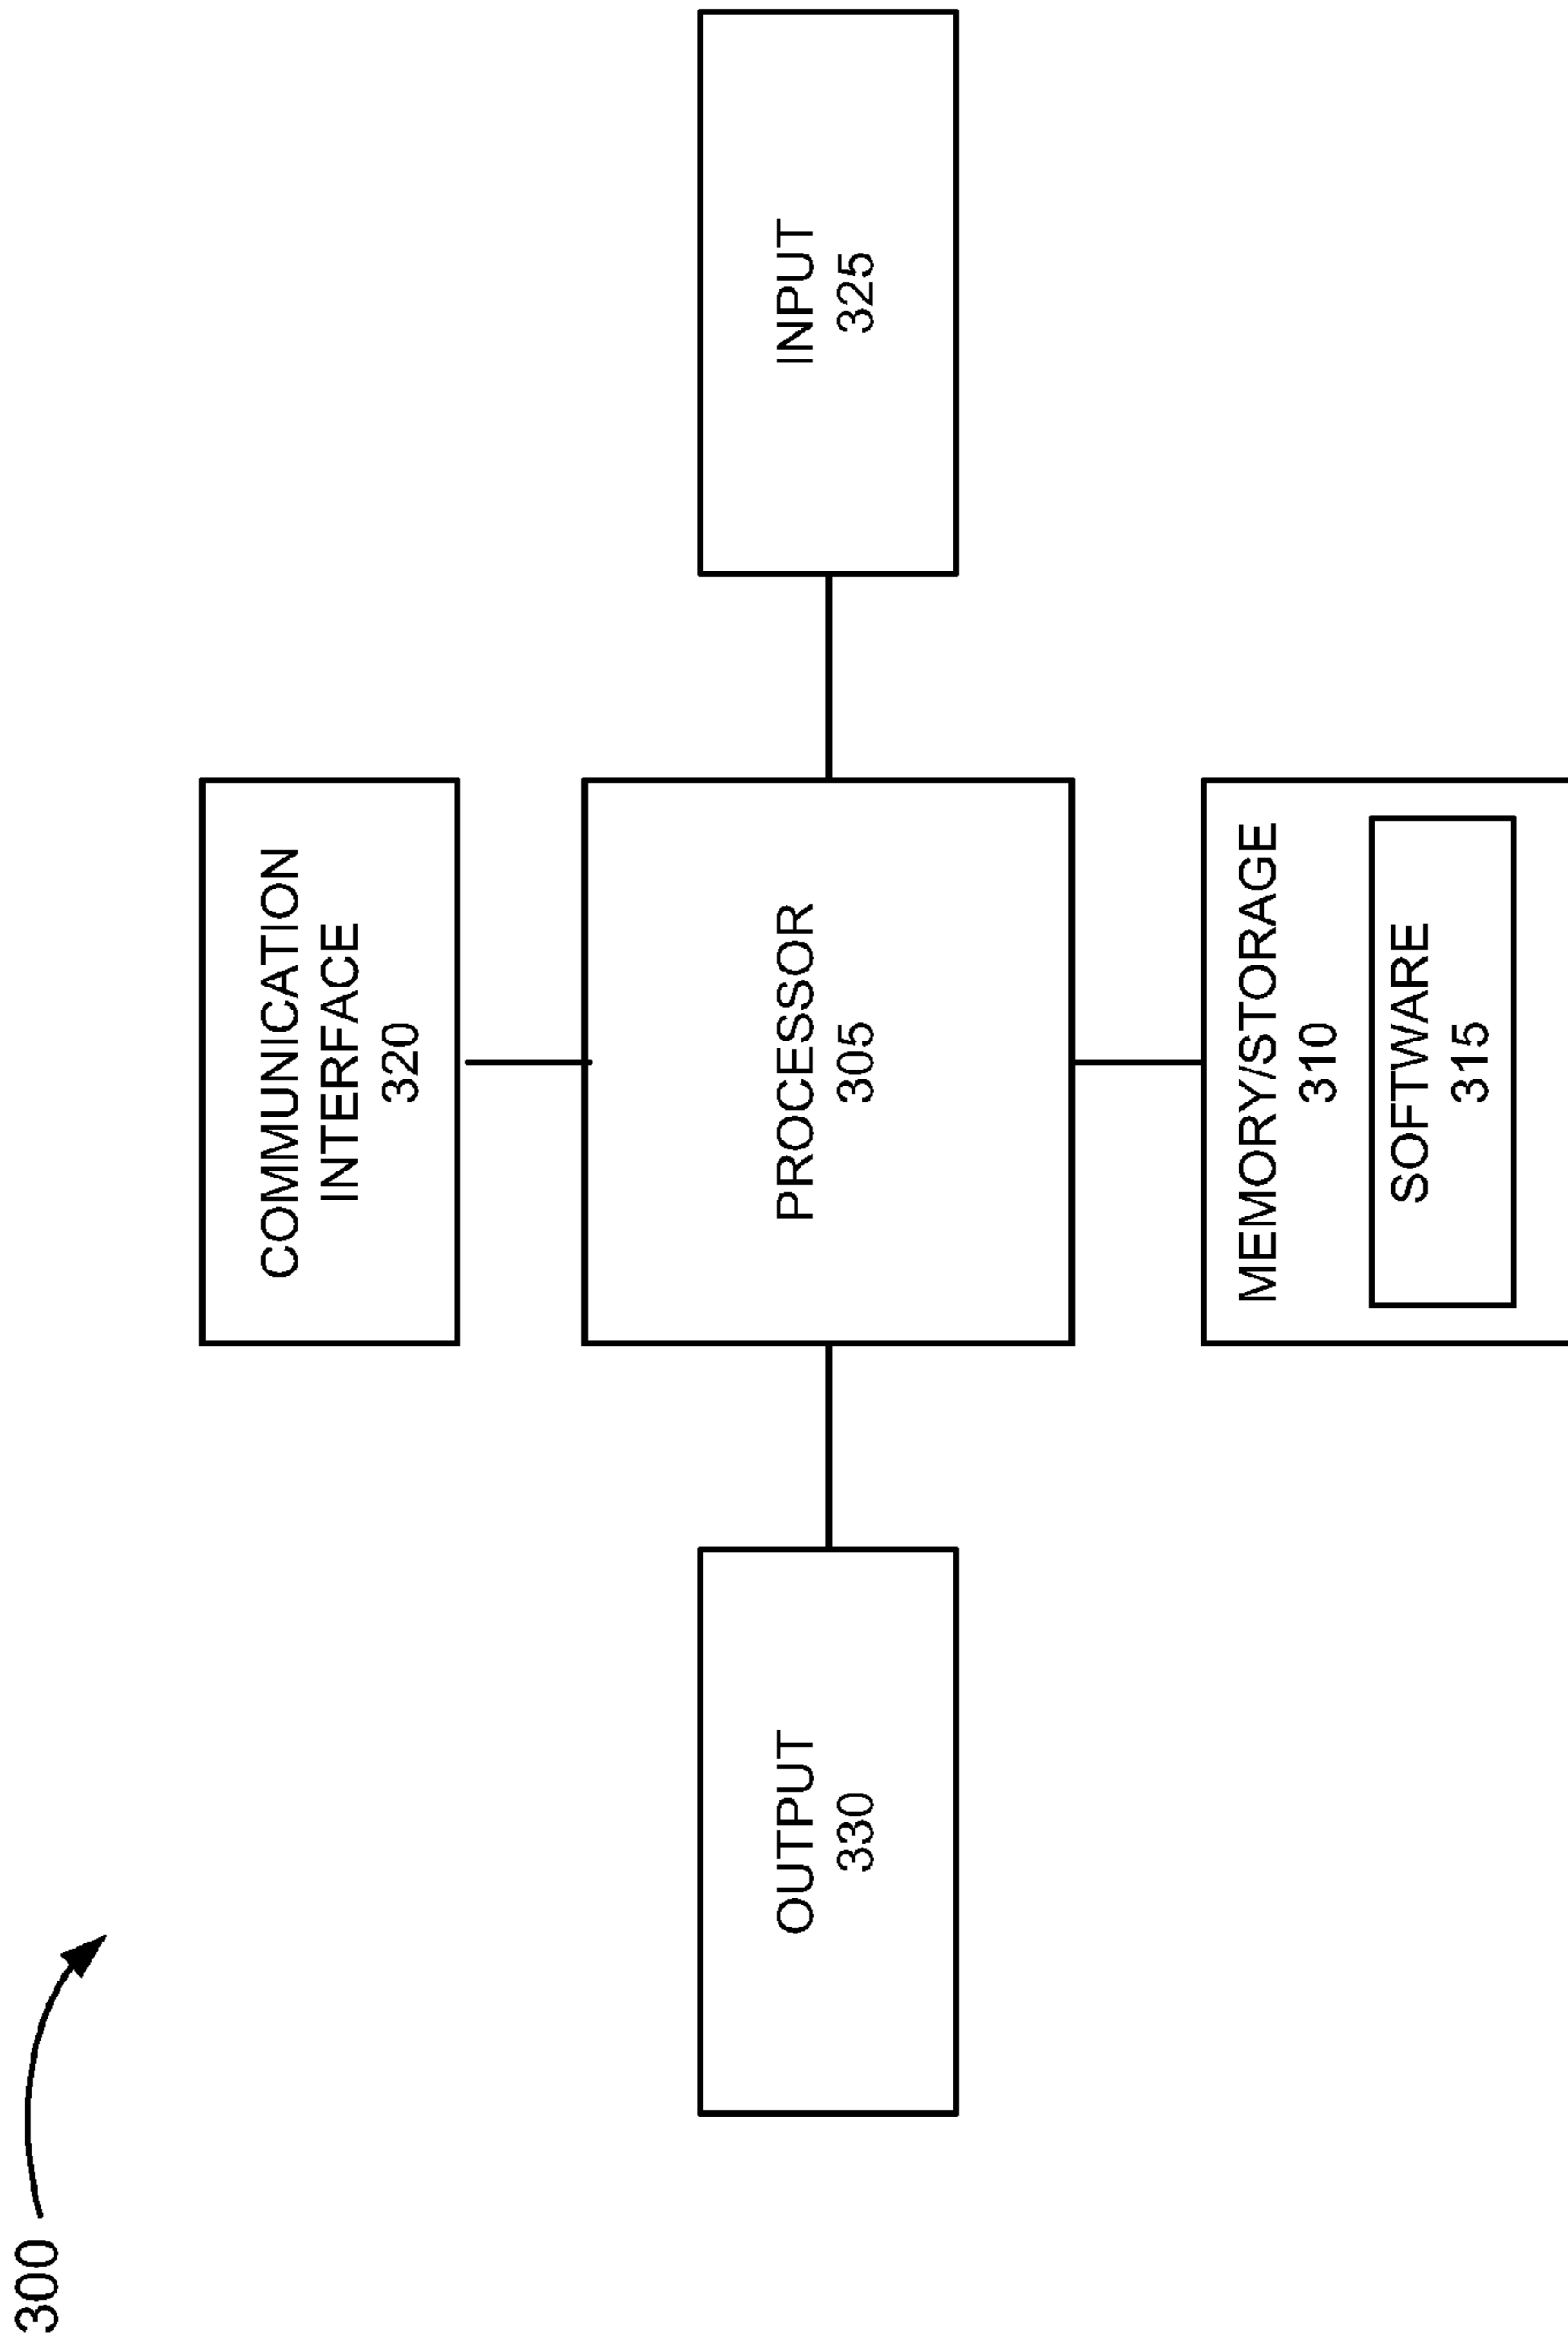 300
COMMUNICATION
INTERFACE
320
OUTPUT
330
PROCESSOR
305
INPUT
325
MEMORY/STORAGE
310
SOFTWARE
315